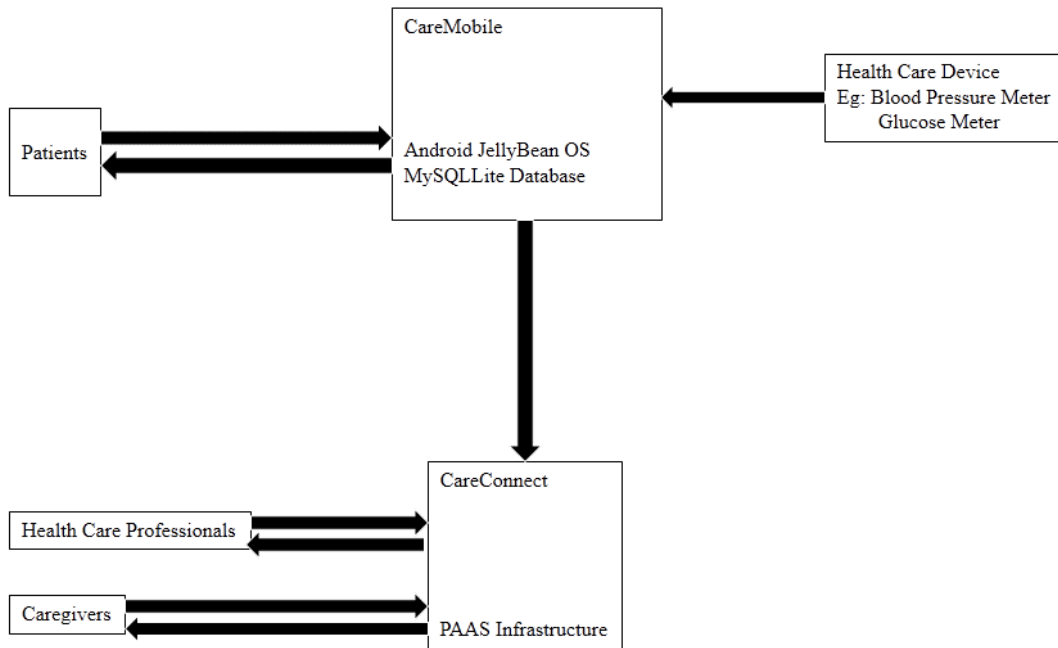 CareMobile
Health Care Device
Eg: Blood Pressure Meter
Glucose Meter
Patients
Android JellyBean OS
MySQLLite Database
CareConnect
Health Care Professionals
Caregivers
PAAS Infrastructure